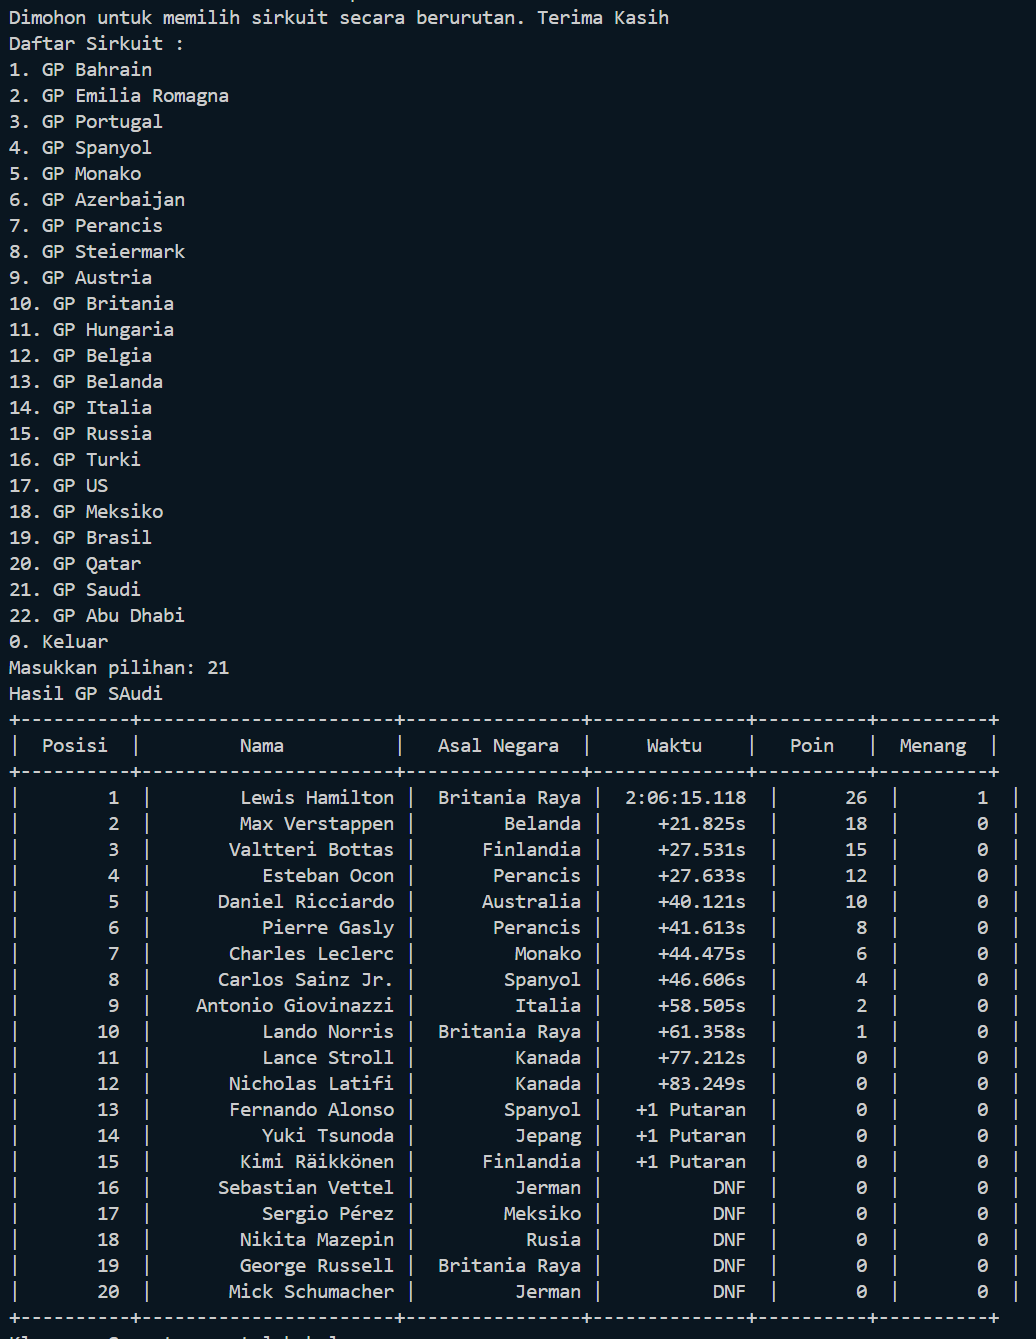 Dimohon untuk memilih sirkuit secara berurutan. Terima Kasih
Daftar Sirkuit :
1. GP Bahrain
2. GP Emilia Romagna
3. GP Portugal
4. GP Spanyol
5. GP Monako
6. GP Azerbaijan
7. GP Perancis
8. GP Steiermark
9. GP Austria
10. GP Britania
11. GP Hungaria
12. GP Belgia
13. GP Belanda
14. GP Italia
15. GP Russia
16. GP Turki
17. GP US
18. GP Meksiko
19. GP Brasil
20. GP Qatar
21. GP Saudi
22. GP Abu Dhabi
0. Keluar
Masukkan pilihan: 21
Hasil GP SAudi
+----------+-----------------------+----------------+--------------+----------+----------+
| Posisi | Nama | Asal Negara | Waktu | Poin | Menang |
+----------+-----------------------+----------------+--------------+----------+----------+
| 1 | Lewis Hamilton | Britania Raya | 2:06:15.118 | 26 | 1 |
| 2 | Max Verstappen | Belanda | +21.825s | 18 | 0 |
| 3 | Valtteri Bottas | Finlandia | +27.531s | 15 | 0 |
| 4 | Esteban Ocon | Perancis | +27.633s | 12 | 0 |
| 5 | Daniel Ricciardo | Australia | +40.121s | 10 | 0 |
| 6 | Pierre Gasly | Perancis | +41.613s | 8 | 0 |
| 7 | Charles Leclerc | Monako | +44.475s | 6 | 0 |
| 8 | Carlos Sainz Jr. | Spanyol | +46.606s | 4 | 0 |
| 9 | Antonio Giovinazzi | Italia | +58.505s | 2 | 0 |
| 10 | Lando Norris | Britania Raya | +61.358s | 1 | 0 |
| 11 | Lance Stroll | Kanada | +77.212s | 0 | 0 |
| 12 | Nicholas Latifi | Kanada | +83.249s | 0 | 0 |
| 13 | Fernando Alonso | Spanyol | +1 Putaran | 0 | 0 |
| 14 | Yuki Tsunoda | Jepang | +1 Putaran | 0 | 0 |
| 15 | Kimi Räikkönen | Finlandia | +1 Putaran | 0 | 0 |
| 16 | Sebastian Vettel | Jerman | DNF | 0 | 0 |
| 17 | Sergio Pérez | Meksiko | DNF | 0 | 0 |
| 18 | Nikita Mazepin | Rusia | DNF | 0 | 0 |
| 19 | George Russell | Britania Raya | DNF | 0 | 0 |
| 20 | Mick Schumacher | Jerman | DNF | 0 | 0 |
+----------+-----------------------+----------------+--------------+----------+----------+